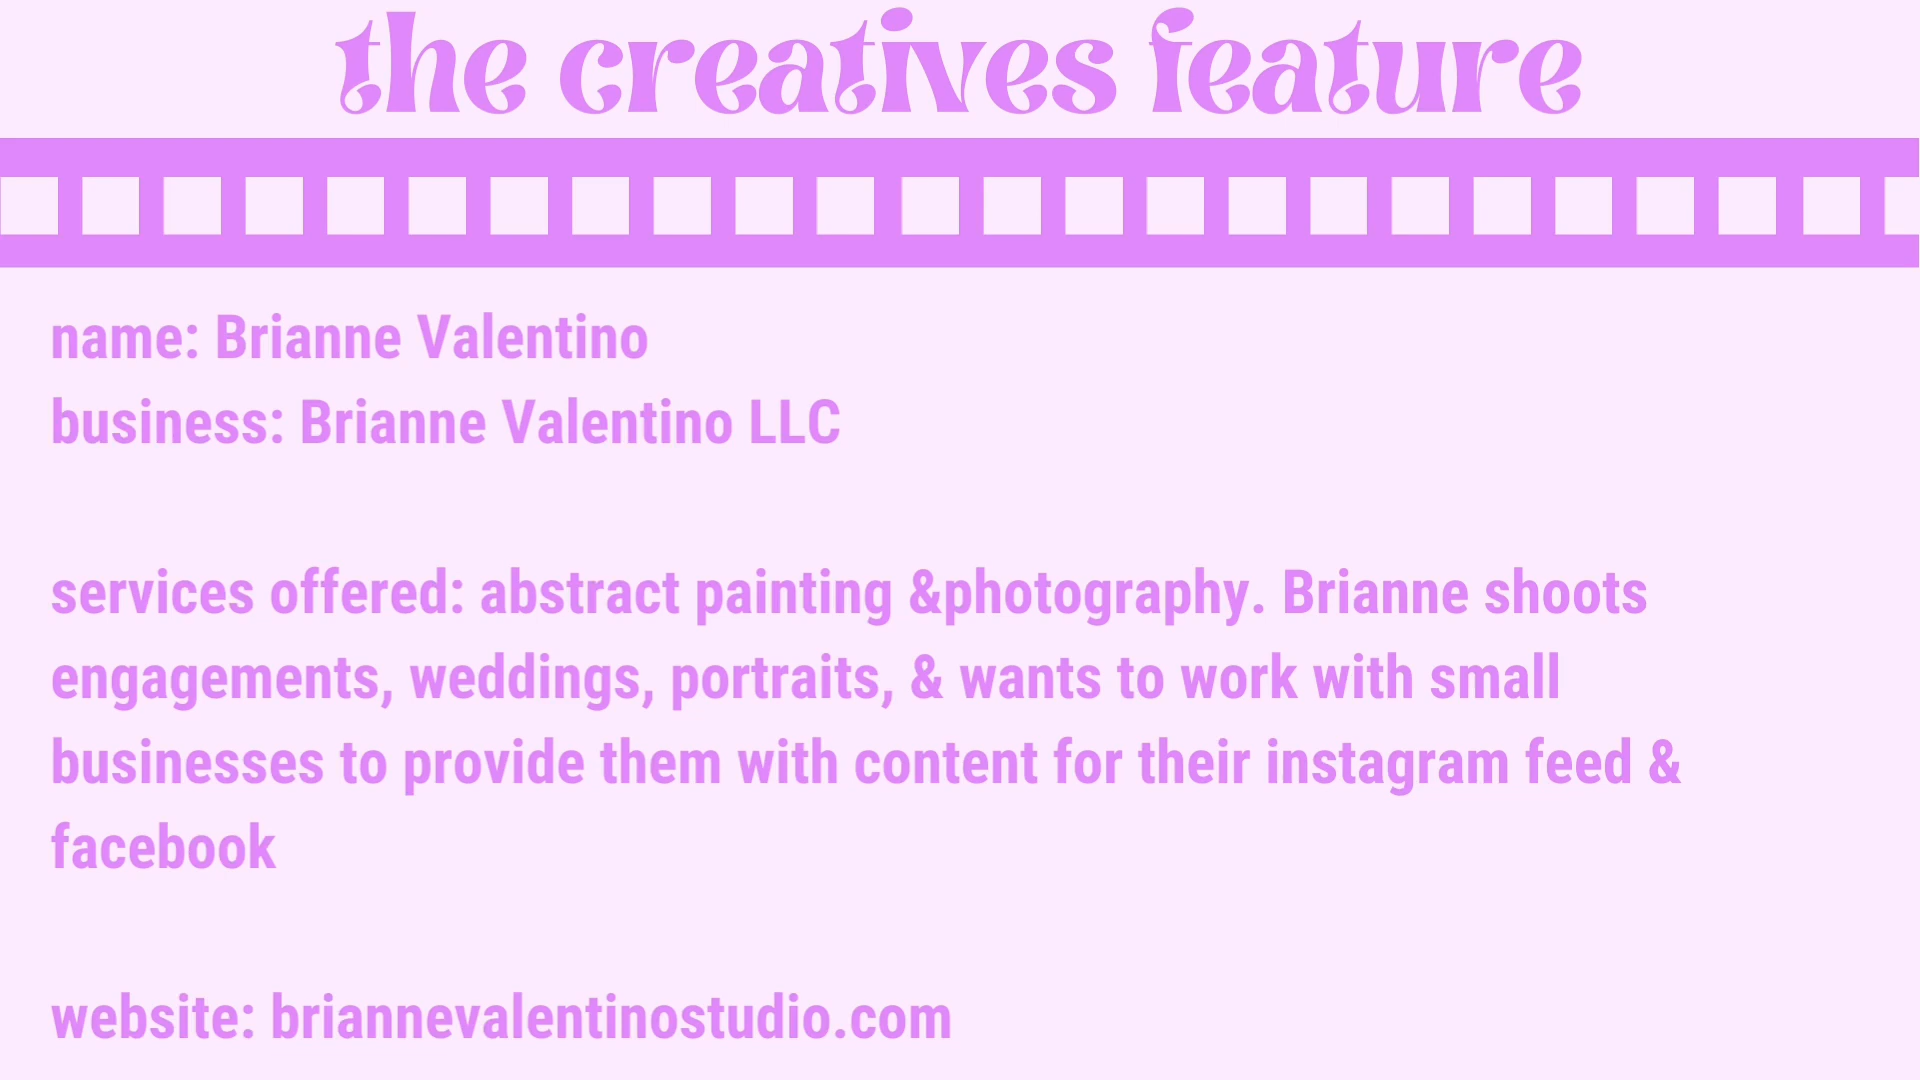 the creatives feature
name: Brianne Valentino
business: Brianne Valentino LLC
services offered: abstract painting &photography. Brianne shoots
engagements, weddings, portraits, & wants to work with small
businesses to provide them with content for their instagram feed &
facebook
website: briannevalentinostudio.com